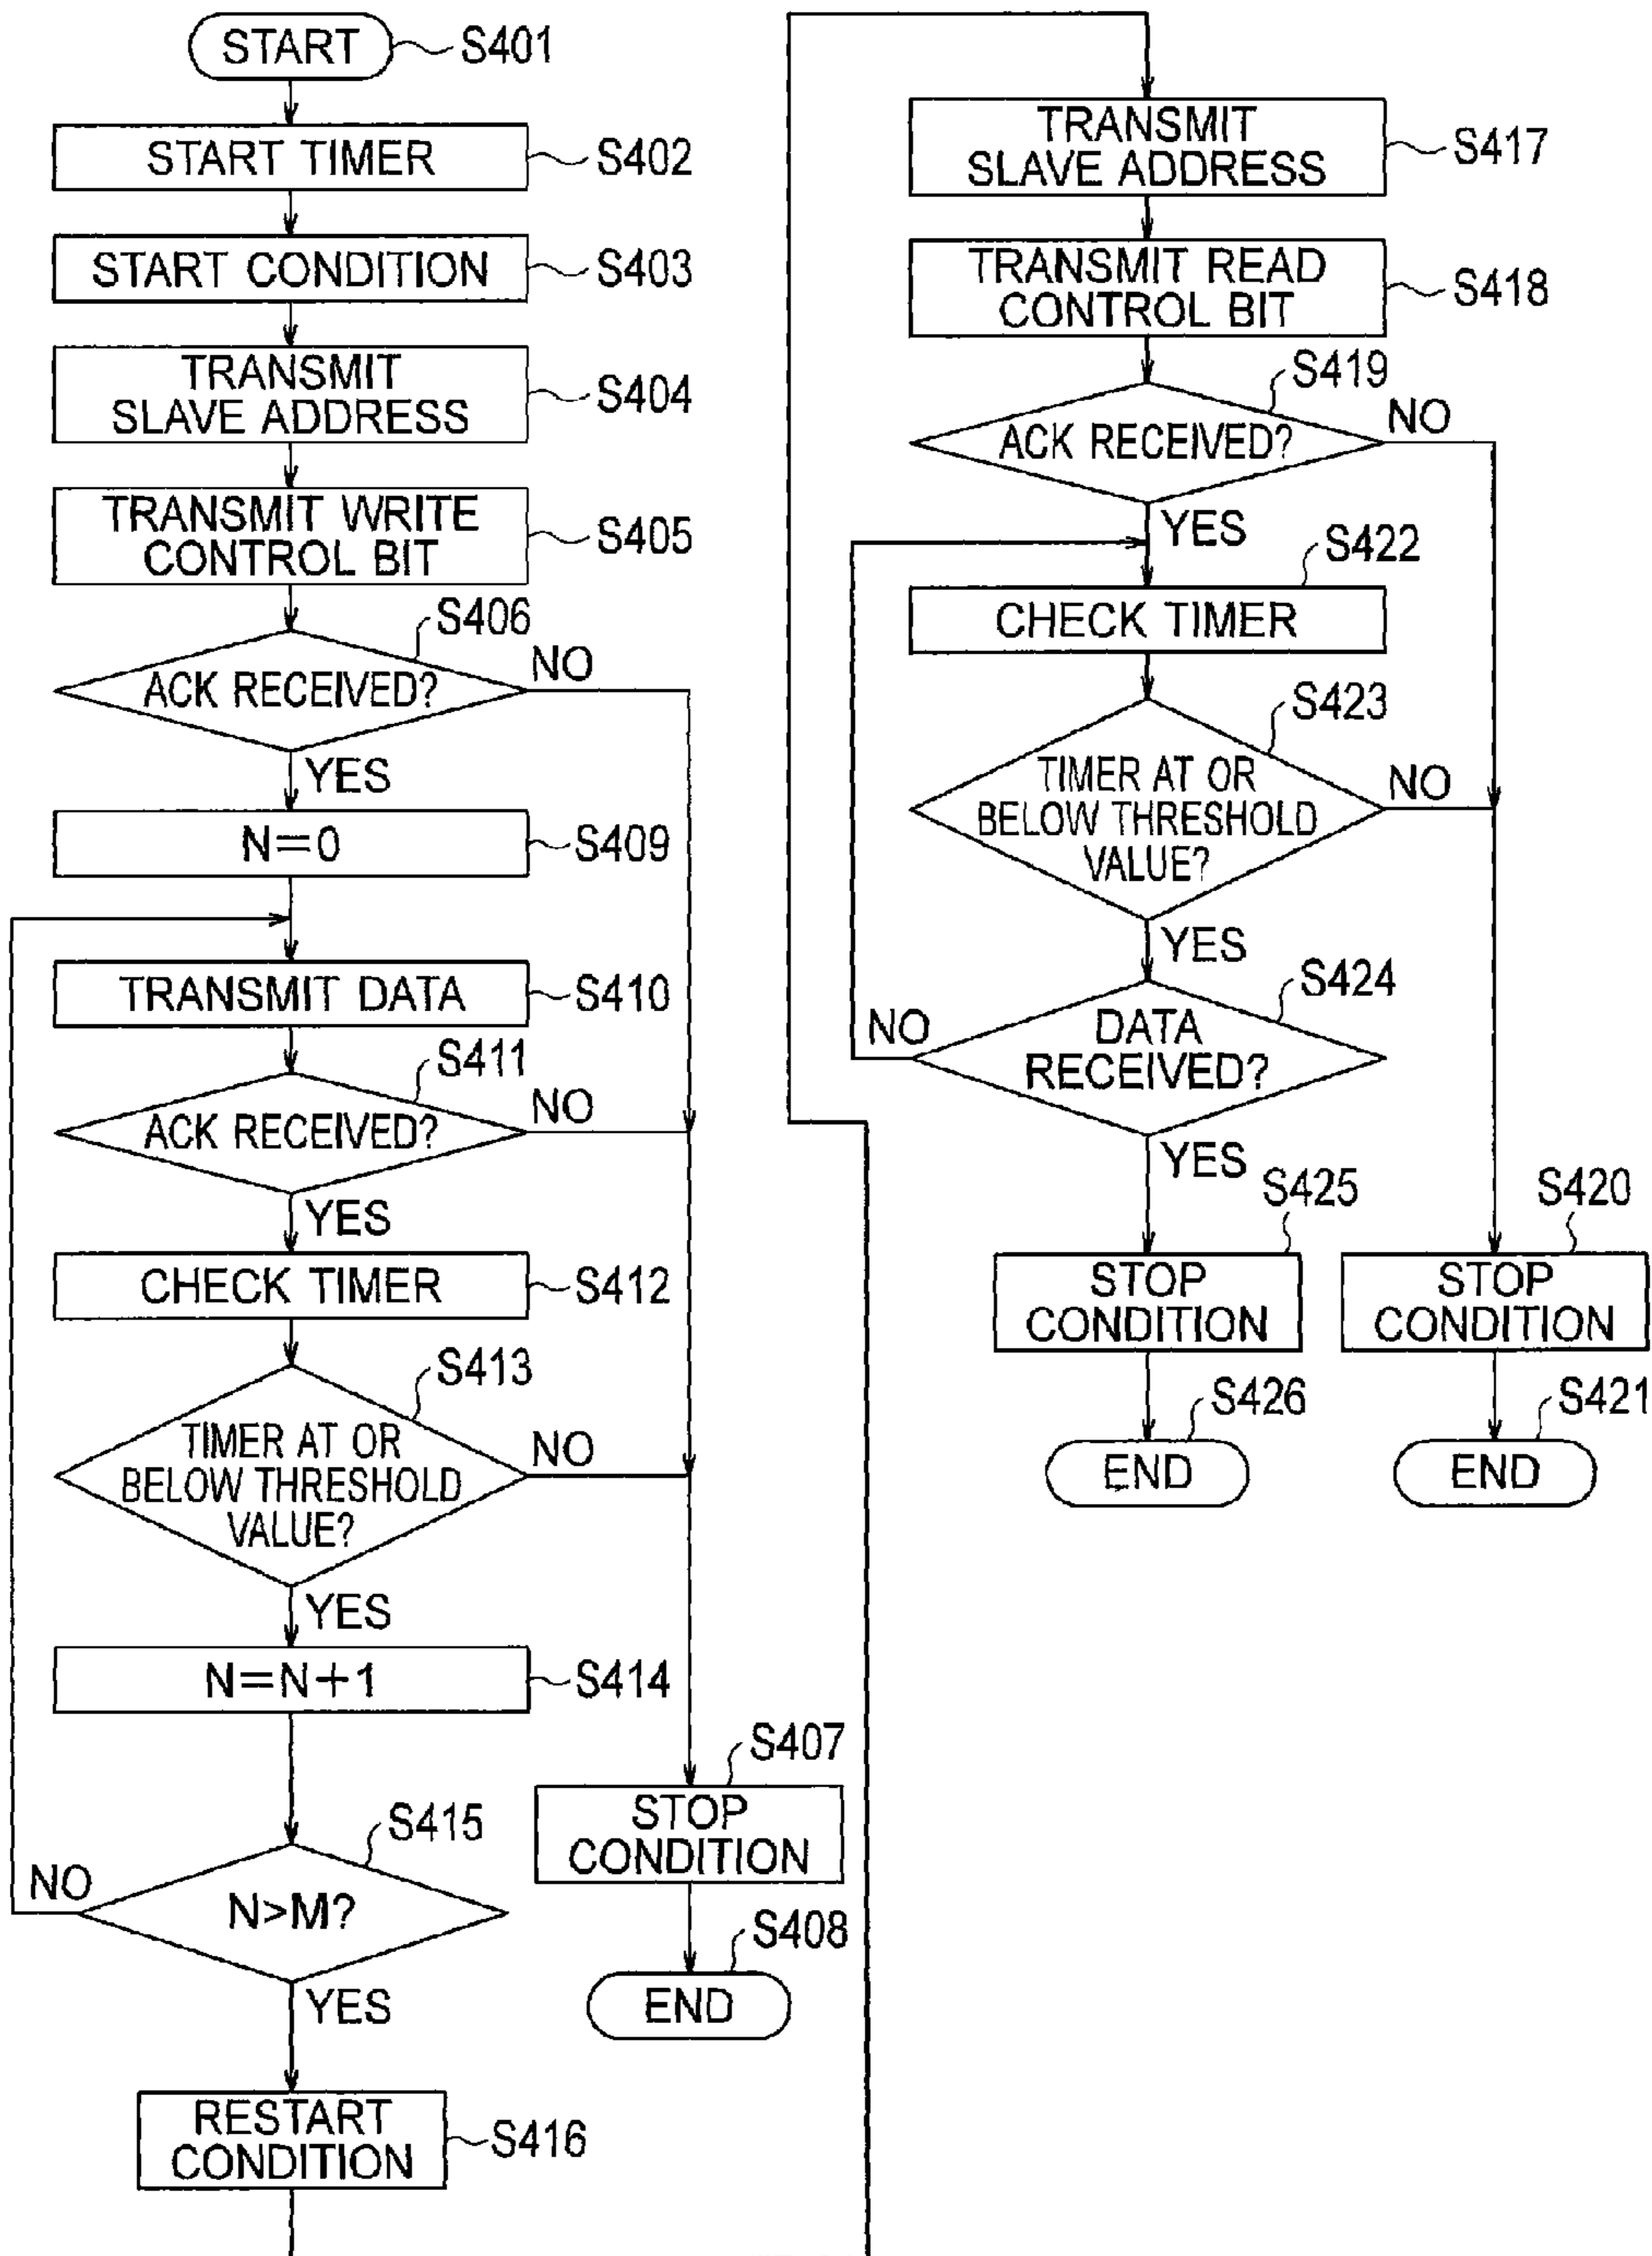 START
S401
START TIMER
S402
START CONDITION
S403
TRANSMIT
SLAVE ADDRESS
S404
TRANSMIT WRITE
CONTROL BIT
S405
S406
ACK RECEIVED?
NO
YES
N=0
S409
TRANSMIT DATA
S410
S411
ACK RECEIVED?
NO
YES
CHECK TIMER
S412
S413
TIMER AT OR
BELOW THRESHOLD
VALUE?
NO
YES
N=N+1
S414
S407
STOP
CONDITION
S415
NO
N>M?
S408
END
YES
RESTART
CONDITION
S416
TRANSMIT
SLAVE ADDRESS
S417
TRANSMIT READ
CONTROL BIT
S418
S419
ACK RECEIVED?
NO
YES
S422
CHECK TIMER
S423
TIMER AT OR
BELOW THRESHOLD
VALUE?
NO
YES
S424
NO
DATA
RECEIVED?
YES
S425
STOP
CONDITION
S426
END
S420
STOP
CONDITION
S421
END